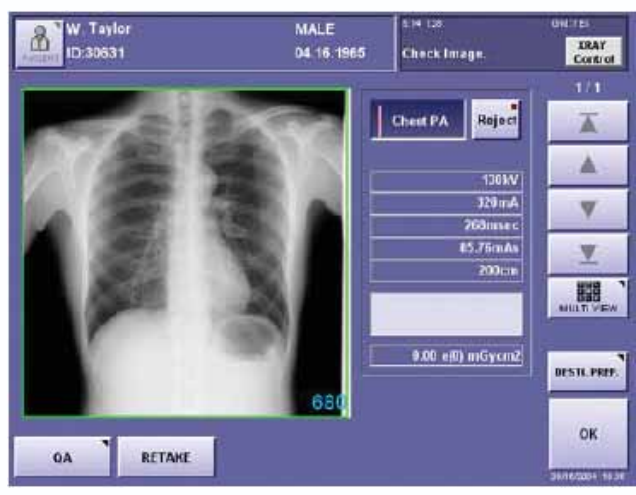 W. Taylor
ID:30631
MALE
04.16.1965
Check Image.
XRAY
Control
1 / 1
Chest PA
Reject
130kV
320mA
268msec
85.76mAs
200cm
MULTI VIEW
0.00 e(0) mGycm2
DESTI. PREP.
680
OK
QA
RETAKE